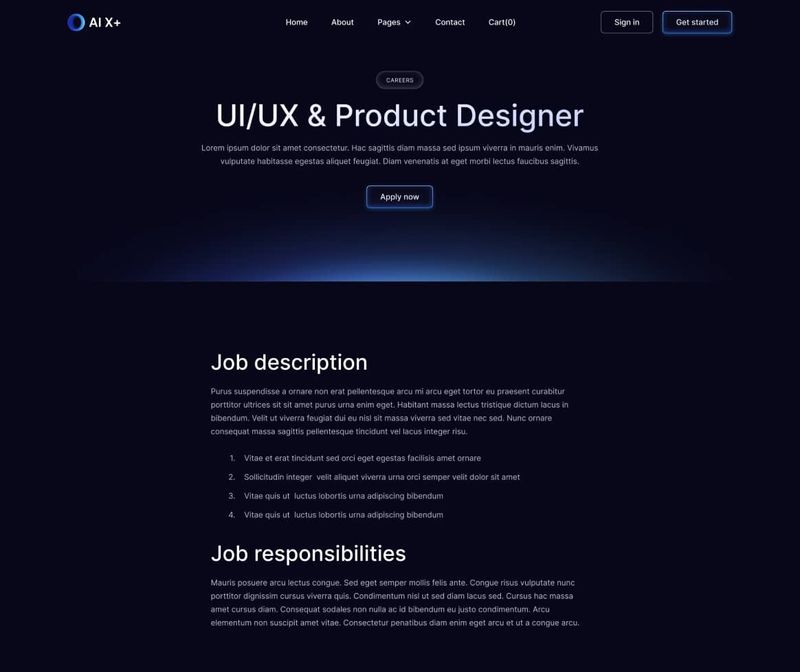 AI X+
Home About Pages Contact Cart(0)
Sign in Get started
CAREERS
UI/UX & Product Designer
Lorem ipsum dolor sit amet consectetur. Hac sagittis diam massa sed ipsum viverra in mauris enim. Vivamus
vulputate habitasse egestas aliquet feugiat. Diam venenatis at eget morbi lectus faucibus sagittis.
Apply now
Job description
Purus suspendisse a ornare non erat pellentesque arcu mi arcu eget tortor eu praesent curabitur
porttitor ultrices sit sit amet purus urna enim eget. Habitant massa lectus tristique dictum lacus in
bibendum. Velit ut viverra feugiat dui eu nisl sit massa viverra sed vitae nec sed. Nunc ornare
consequat massa sagittis pellentesque tincidunt vel lacus integer risu.
1. Vitae et erat tincidunt sed orci eget egestas facilisis amet ornare
2. Sollicitudin integer  velit aliquet viverra urna orci semper velit dolor sit amet
3. Vitae quis ut  luctus lobortis urna adipiscing bibendum
4. Vitae quis ut  luctus lobortis urna adipiscing bibendum
Job responsibilities
Mauris posuere arcu lectus congue. Sed eget semper mollis felis ante. Congue risus vulputate nunc
porttitor dignissim cursus viverra quis. Condimentum nisl ut sed diam lacus sed. Cursus hac massa
amet cursus diam. Consequat sodales non nulla ac id bibendum eu justo condimentum. Arcu
elementum non suscipit amet vitae. Consectetur penatibus diam enim eget arcu et ut a congue arcu.